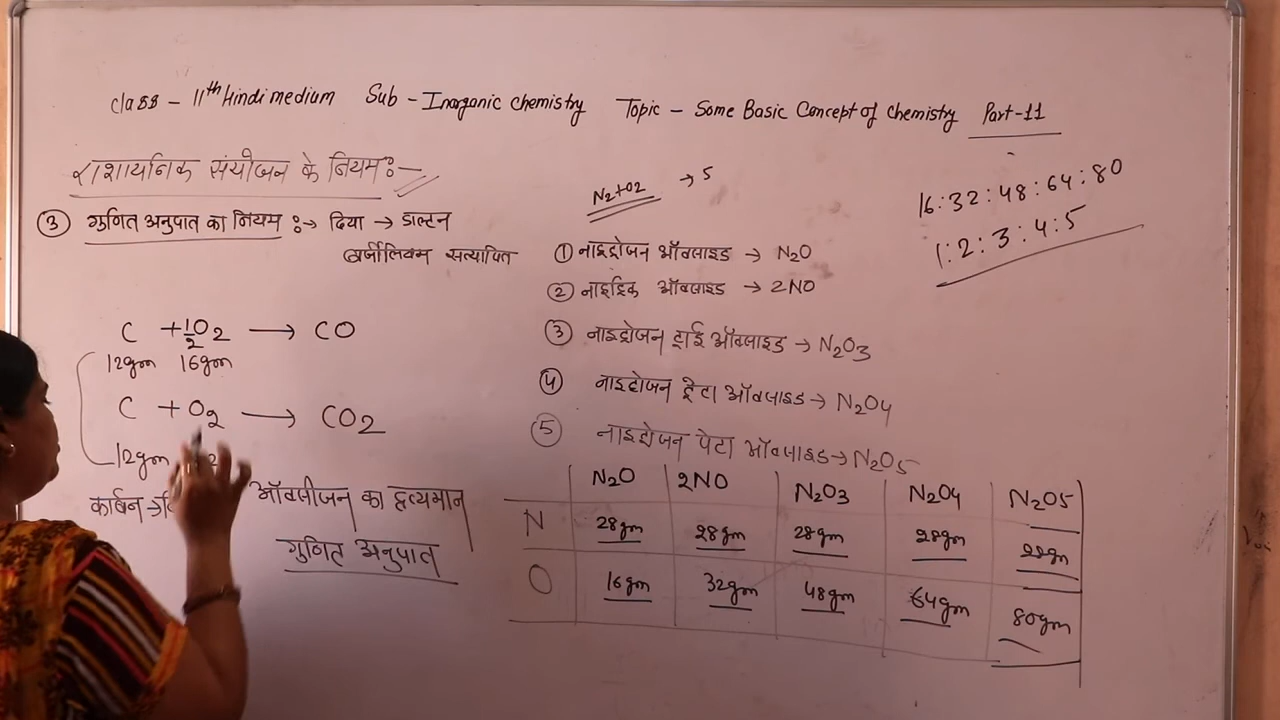 Class - 11th Hindi medium Sub - Inorganic Chemistry Topic - Some Basic Concept of Chemistry Part-11
राशायनिक संयोजन के नियम:-
③ गुणित अनुपात का नियम :→ दिया → डाल्टन
बर्जीलियम सत्यापित
C + 1/2 O2 → CO
12gm 16gm
C + O2 → CO2
12gm
कार्बन → ऑक्सीजन का द्रव्यमान
गुणित अनुपात
N2+O2 → 5
① नाइट्रोजन ऑक्साइड → N2O
② नाइट्रिक ऑक्साइड → 2NO
③ नाइट्रोजन ट्राई ऑक्साइड → N2O3
④ नाइट्रोजन ट्रेटा ऑक्साइड → N2O4
⑤ नाइट्रोजन पेटा ऑक्साइड → N2O5
16:32:48:64:80
1:2:3:4:5
N2O 2NO N2O3 N2O4 N2O5
N 28gm 28gm 28gm 28gm 28gm
O 16gm 32gm 48gm 64gm 80gm